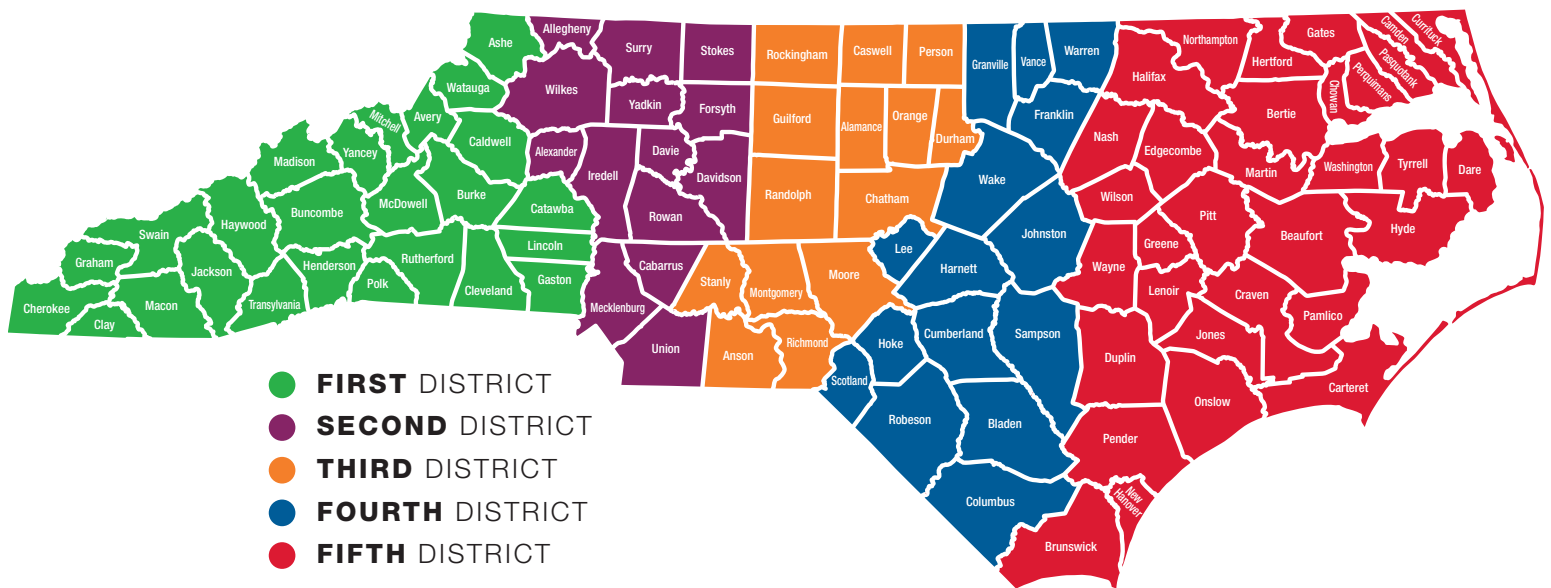 Ashe
Allegheny
Surry
Stokes
Rockingham
Caswell
Person
Granville
Vance
Warren
Northampton
Gates
Camden
Currituck
Watauga
Wilkes
Yadkin
Forsyth
Guilford
Alamance
Orange
Durham
Franklin
Halifax
Hertford
Bertie
Chowan
Perquimans
Pasquotank
Mitchell
Avery
Caldwell
Alexander
Iredell
Davie
Davidson
Randolph
Chatham
Wake
Nash
Edgecombe
Martin
Washington
Tyrrell
Dare
Madison
Yancey
McDowell
Burke
Catawba
Rowan
Wilson
Pitt
Beaufort
Hyde
Swain
Haywood
Buncombe
Rutherford
Lincoln
Lee
Johnston
Greene
Graham
Jackson
Henderson
Polk
Cleveland
Gaston
Cabarrus
Stanly
Montgomery
Moore
Harnett
Wayne
Lenoir
Craven
Pamlico
Cherokee
Clay
Macon
Transylvania
Mecklenburg
Union
Anson
Richmond
Hoke
Cumberland
Sampson
Duplin
Jones
Carteret
Scotland
Robeson
Bladen
Onslow
Pender
Columbus
New
Hanover
Brunswick
FIRST DISTRICT
SECOND DISTRICT
THIRD DISTRICT
FOURTH DISTRICT
FIFTH DISTRICT